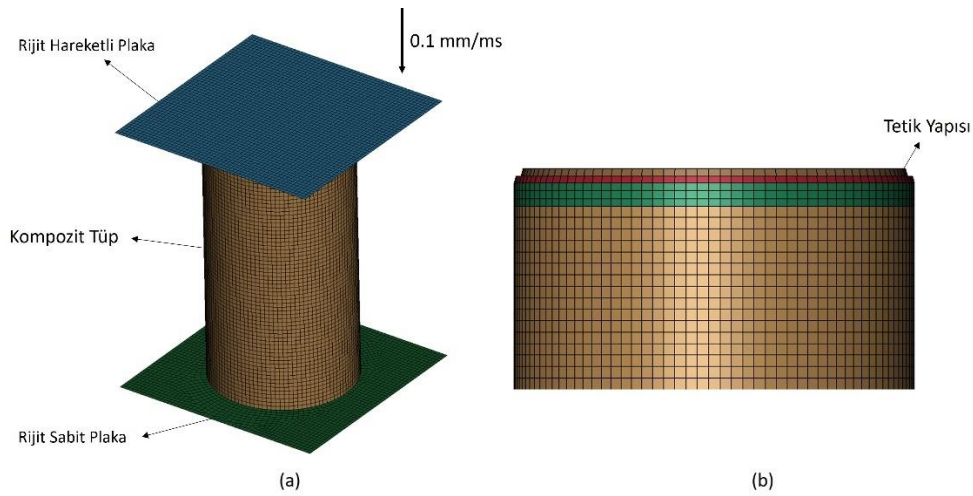 Rijit Hareketli Plaka
0.1 mm/ms
Kompozit Tüp
Rijit Sabit Plaka
(a)
Tetik Yapısı
(b)